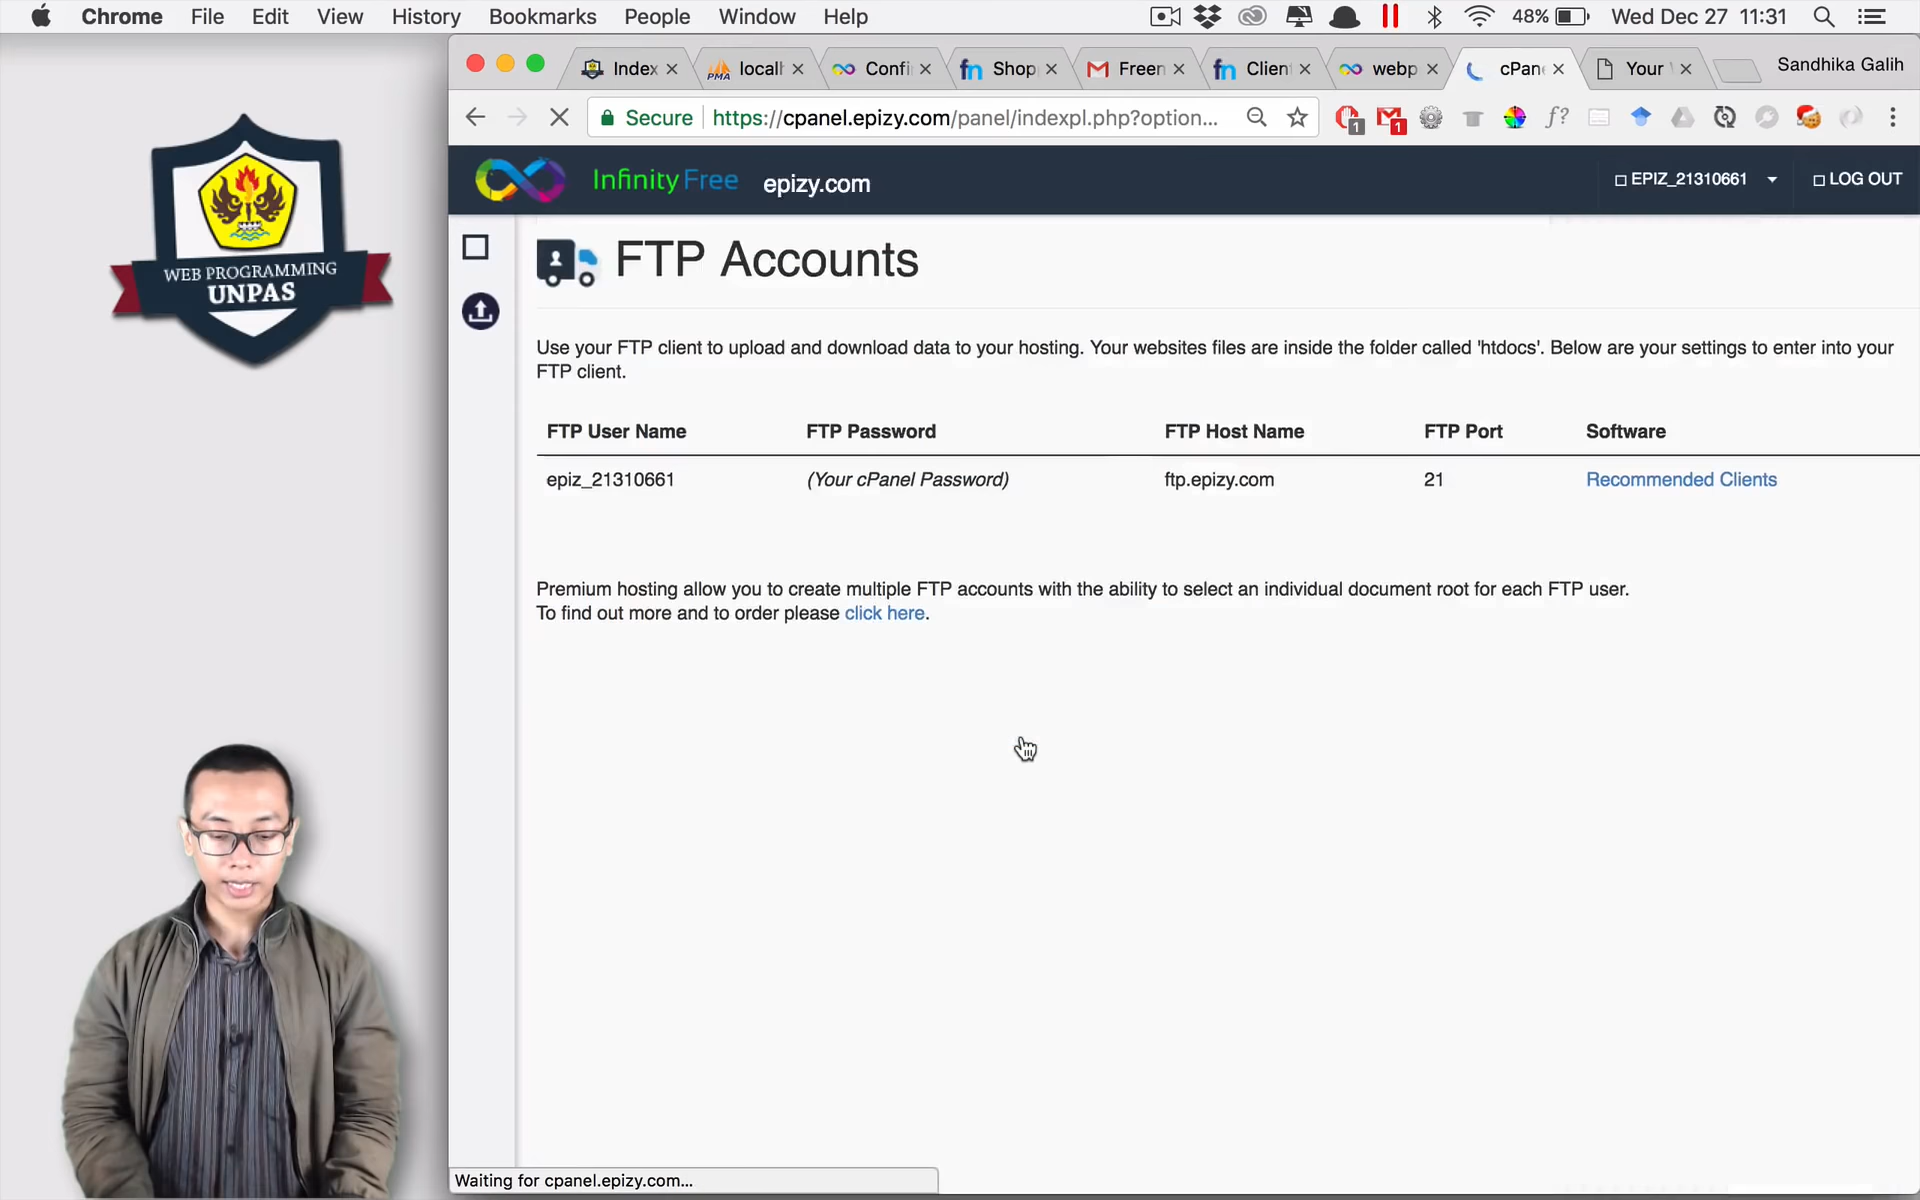 Chrome File Edit View History Bookmarks People Window Help 48% Wed Dec 27 11:31
Index localh Confi Shop Freen Clien webp cPane Your Sandhika Galih
Secure https://cpanel.epizy.com/panel/indexpl.php?option...
1 1 f?
InfinityFree epizy.com EPIZ_21310661 LOG OUT
FTP Accounts
Use your FTP client to upload and download data to your hosting. Your websites files are inside the folder called 'htdocs'. Below are your settings to enter into your
FTP client.
FTP User Name FTP Password FTP Host Name FTP Port Software
epiz_21310661 (Your cPanel Password) ftp.epizy.com 21 Recommended Clients
Premium hosting allow you to create multiple FTP accounts with the ability to select an individual document root for each FTP user.
To find out more and to order please click here.
Waiting for cpanel.epizy.com...
WEB PROGRAMMING
UNPAS
PMA